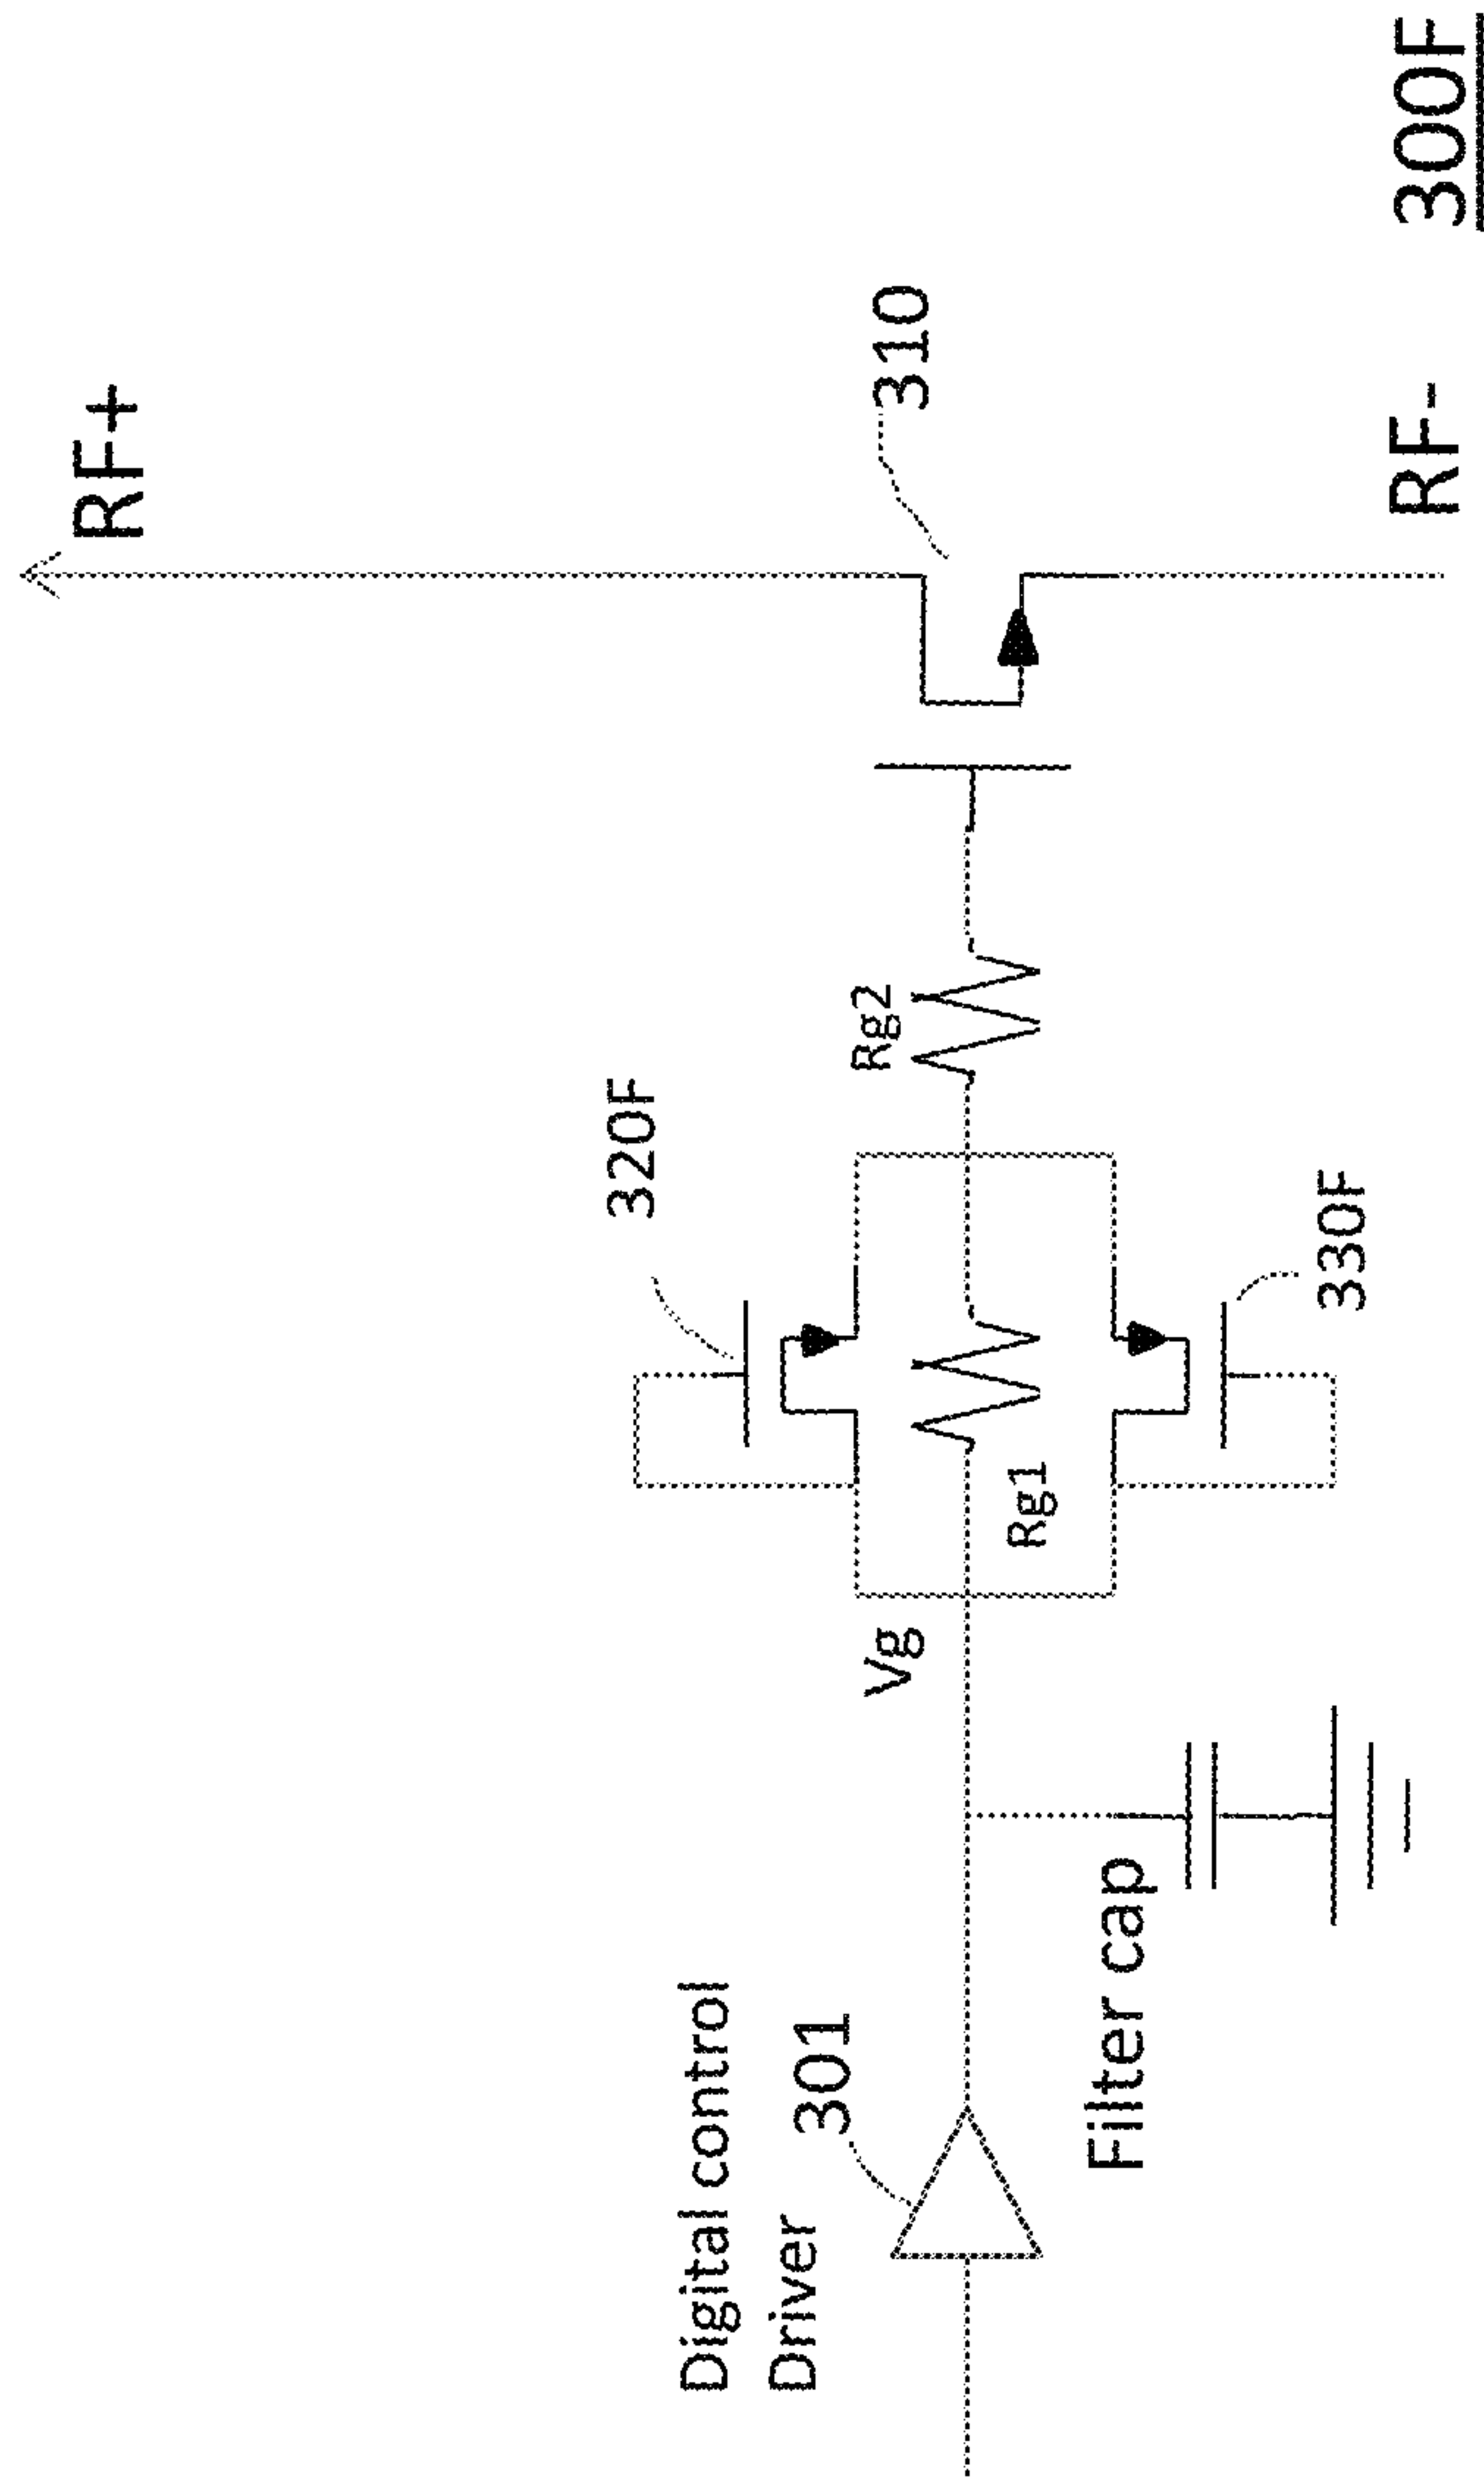 Digital control
Driver
301
Filter cap
Vg
Rg1
320F
330F
Rg2
310
RF+
RF-
300F